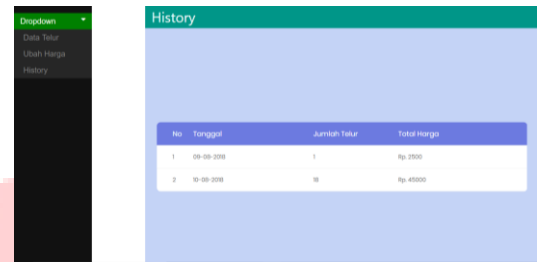 Dropdown
Data Telur
Ubah Harga
History
History
No Tanggal Jumlah Telur Total Harga
1 09-08-2018 1 Rp. 2500
2 10-08-2018 18 Rp. 45000